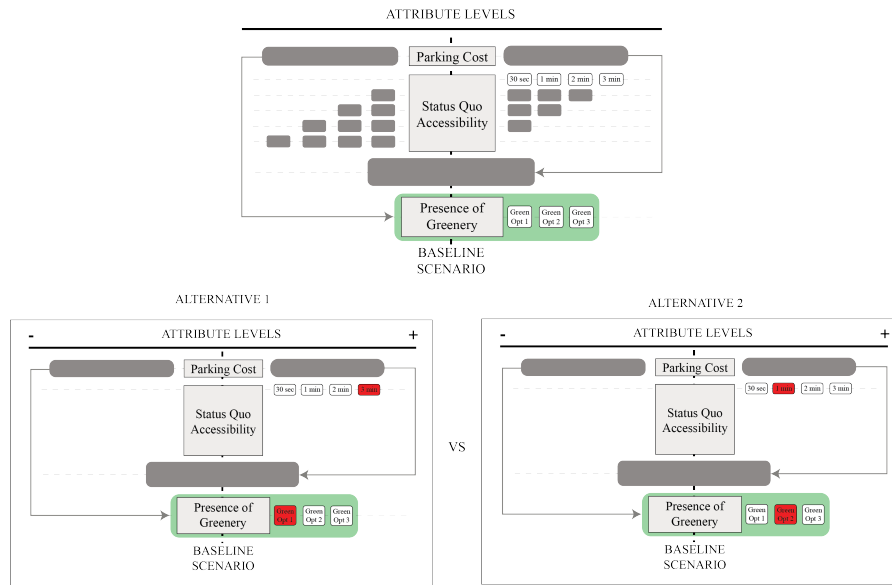 ATTRIBUTE LEVELS
Parking Cost
30 sec 1 min 2 min 3 min
Status Quo
Accessibility
Presence of
Greenery
Green
Opt 1
Green
Opt 2
Green
Opt 3
BASELINE
SCENARIO
ALTERNATIVE 1
- ATTRIBUTE LEVELS +
Parking Cost
30 sec 1 min 2 min 3 min
Status Quo
Accessibility
Presence of
Greenery
Green
Opt 1
Green
Opt 2
Green
Opt 3
BASELINE
SCENARIO
VS
ALTERNATIVE 2
- ATTRIBUTE LEVELS +
Parking Cost
30 sec 1 min 2 min 3 min
Status Quo
Accessibility
Presence of
Greenery
Green
Opt 1
Green
Opt 2
Green
Opt 3
BASELINE
SCENARIO